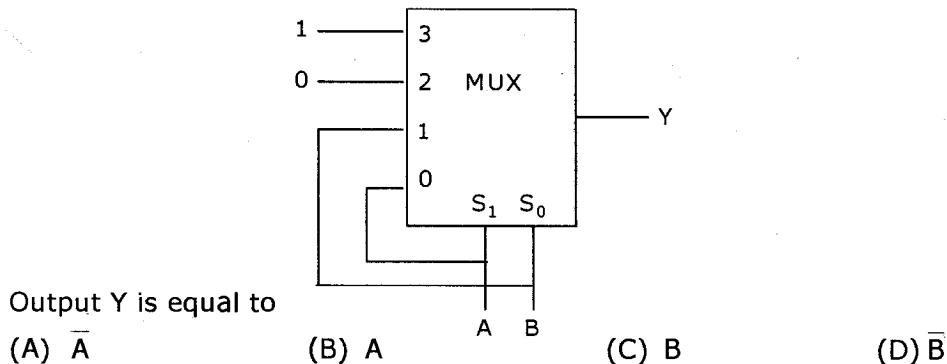 1
3
0
2
MUX
Y
1
0
S₁ S₀
Output Y is equal to
A B
(A) A̅ (B) A (C) B (D) B̅